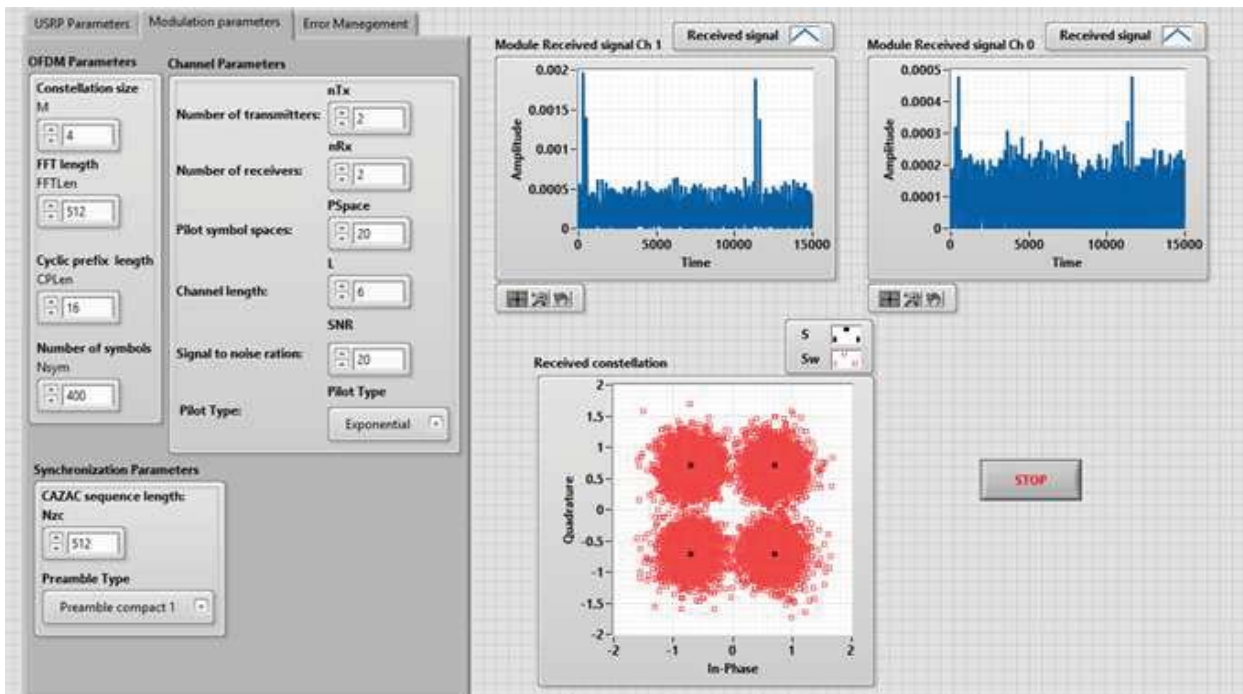 USRP Parameters
Modulation parameters
Error Manegement
OFDM Parameters
Constellation size
M
4
FFT length
FFTLen
512
Cyclic prefix length
CPLen
16
Number of symbols
Nsym
400
Channel Parameters
nTx
Number of transmitters:
2
nRx
Number of receivers:
2
PSpace
Pilot symbol spaces:
20
L
Channel length:
6
SNR
Signal to noise ration:
20
Pilot Type
Pilot Type:
Exponential
Synchronization Parameters
CAZAC sequence length:
Nzc
512
Preamble Type
Preamble compact 1
Module Received signal Ch 1
Received signal
0.002
0.0015
0.001
0.0005
0
Amplitude
0 5000 10000 15000
Time
Module Received signal Ch 0
Received signal
0.0005
0.0004
0.0003
0.0002
0.0001
0
Amplitude
0 5000 10000 15000
Time
S
Sw
Received constellation
2
1.5
1
0.5
0
-0.5
-1
-1.5
-2
Quadrature
-2 -1 0 1 2
In-Phase
STOP